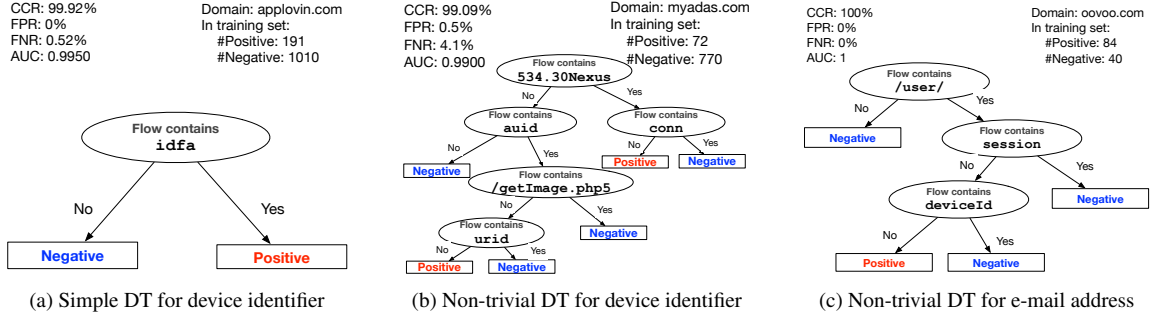 CCR: 99.92%
FPR: 0%
FNR: 0.52%
AUC: 0.9950
Domain: applovin.com
In training set:
#Positive: 191
#Negative: 1010
Flow contains
idfa
No
Yes
Negative
Positive
(a) Simple DT for device identifier
CCR: 99.09%
FPR: 0.5%
FNR: 4.1%
AUC: 0.9900
Domain: myadas.com
In training set:
#Positive: 72
#Negative: 770
Flow contains
534.30Nexus
No
Yes
Flow contains
auid
Flow contains
conn
No
Yes
No
Yes
Negative
Positive
Negative
Flow contains
/getImage.php5
No
Yes
Flow contains
urid
Negative
No
Yes
Positive
Negative
(b) Non-trivial DT for device identifier
CCR: 100%
FPR: 0%
FNR: 0%
AUC: 1
Domain: oovoo.com
In training set:
#Positive: 84
#Negative: 40
Flow contains
/user/
No
Yes
Negative
Flow contains
session
No
Yes
Flow contains
deviceId
Negative
No
Yes
Positive
Negative
(c) Non-trivial DT for e-mail address